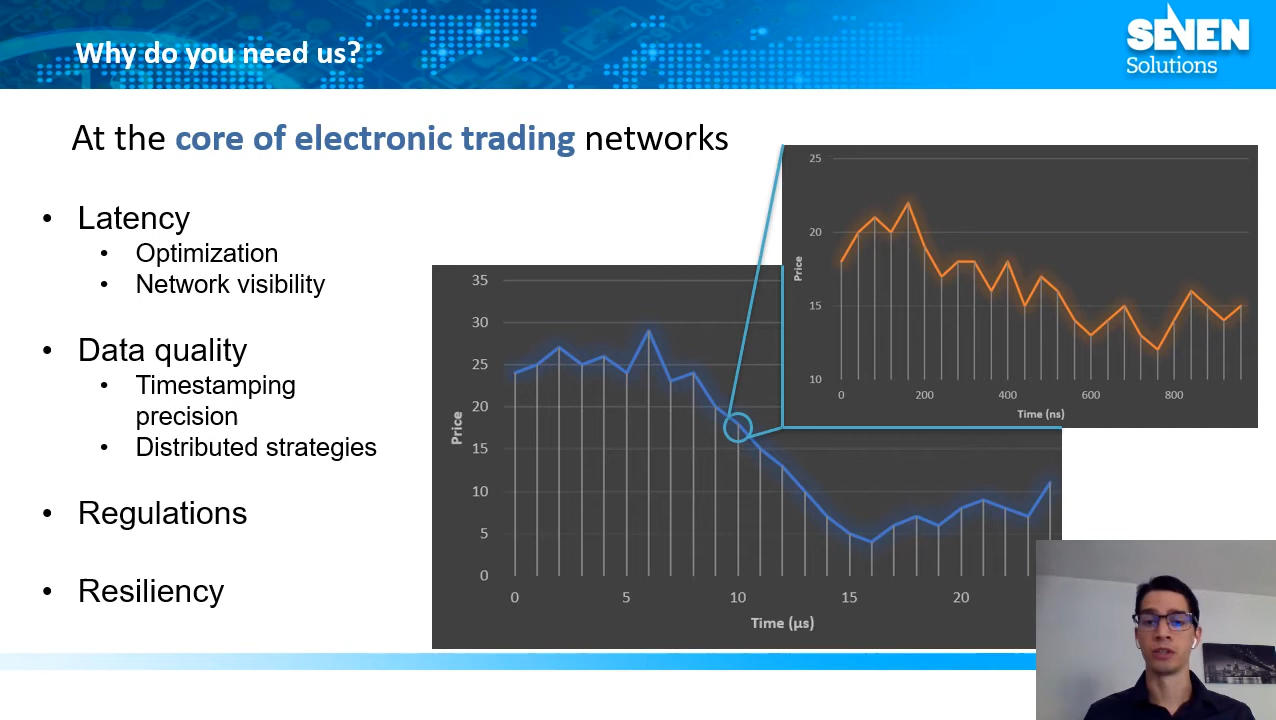 Why do you need us?
SEVEN
Solutions
At the core of electronic trading networks
• Latency
• Optimization
• Network visibility
• Data quality
• Timestamping
precision
• Distributed strategies
• Regulations
• Resiliency
35
30
25
20
15
10
5
0
Price
0 5 10 15 20
Time (µs)
25
20
15
10
Price
0 200 400 600 800
Time (ns)